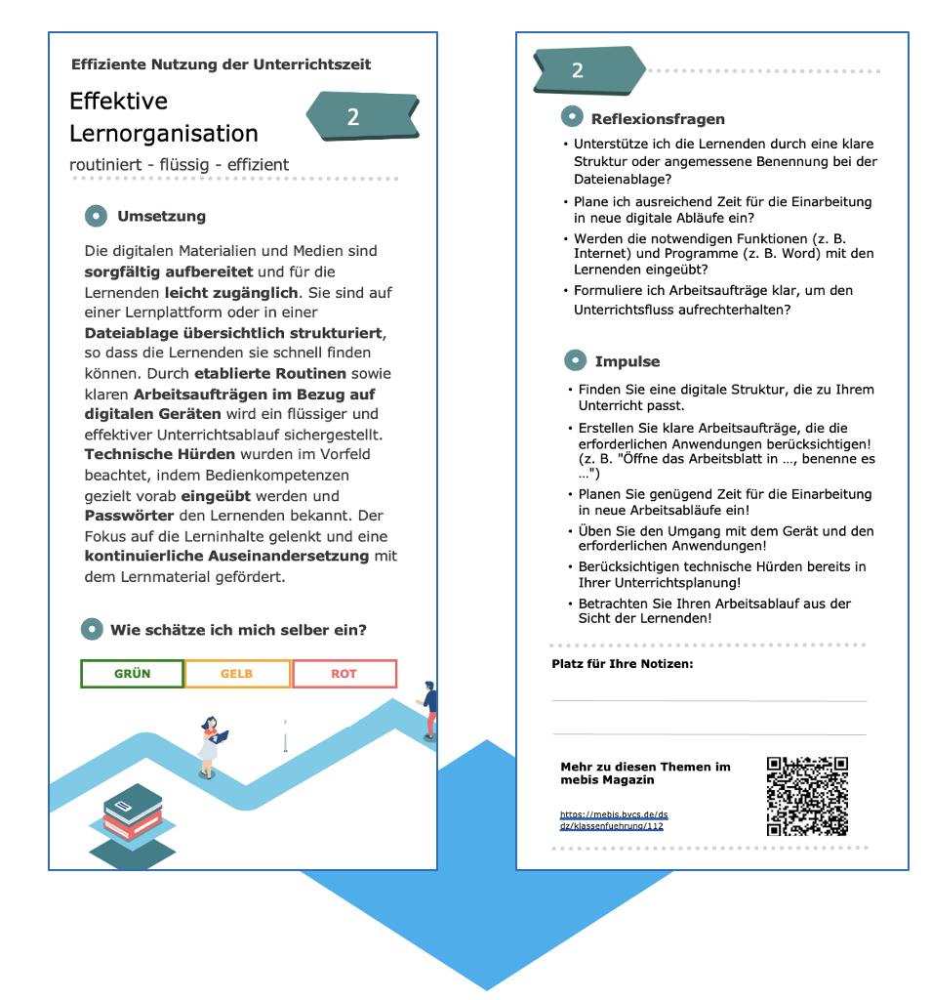 Effiziente Nutzung der Unterrichtszeit
Effektive
Lernorganisation
2
routiniert - flüssig - effizient
Umsetzung
Die digitalen Materialien und Medien sind
sorgfältig aufbereitet und für die
Lernenden leicht zugänglich. Sie sind auf
einer Lernplattform oder in einer
Dateiablage übersichtlich strukturiert,
so dass die Lernenden sie schnell finden
können. Durch etablierte Routinen sowie
klaren Arbeitsaufträgen im Bezug auf
digitalen Geräten wird ein flüssiger und
effektiver Unterrichtsablauf sichergestellt.
Technische Hürden wurden im Vorfeld
beachtet, indem Bedienkompetenzen
gezielt vorab eingeübt werden und
Passwörter den Lernenden bekannt. Der
Fokus auf die Lerninhalte gelenkt und eine
kontinuierliche Auseinandersetzung mit
dem Lernmaterial gefördert.
Wie schätze ich mich selber ein?
GRÜN GELB ROT
2
Reflexionsfragen
• Unterstütze ich die Lernenden durch eine klare
Struktur oder angemessene Benennung bei der
Dateienablage?
• Plane ich ausreichend Zeit für die Einarbeitung
in neue digitale Abläufe ein?
• Werden die notwendigen Funktionen (z. B.
Internet) und Programme (z. B. Word) mit den
Lernenden eingeübt?
• Formuliere ich Arbeitsaufträge klar, um den
Unterrichtsfluss aufrechterhalten?
Impulse
• Finden Sie eine digitale Struktur, die zu Ihrem
Unterricht passt.
• Erstellen Sie klare Arbeitsaufträge, die die
erforderlichen Anwendungen berücksichtigen!
(z. B. "Öffne das Arbeitsblatt in …, benenne es
…")
• Planen Sie genügend Zeit für die Einarbeitung
in neue Arbeitsabläufe ein!
• Üben Sie den Umgang mit dem Gerät und den
erforderlichen Anwendungen!
• Berücksichtigen technische Hürden bereits in
Ihrer Unterrichtsplanung!
• Betrachten Sie Ihren Arbeitsablauf aus der
Sicht der Lernenden!
Platz für Ihre Notizen:
Mehr zu diesen Themen im
mebis Magazin
https://mebis.bycs.de/ds
dz/klassenfuehrung/112